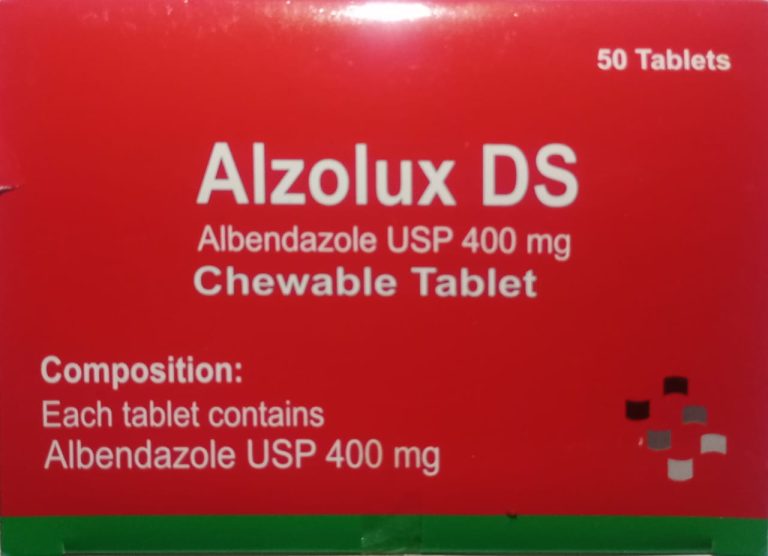 50 Tablets
Alzolux DS
Albendazole USP 400 mg
Chewable Tablet
Composition:
Each tablet contains
Albendazole USP 400 mg